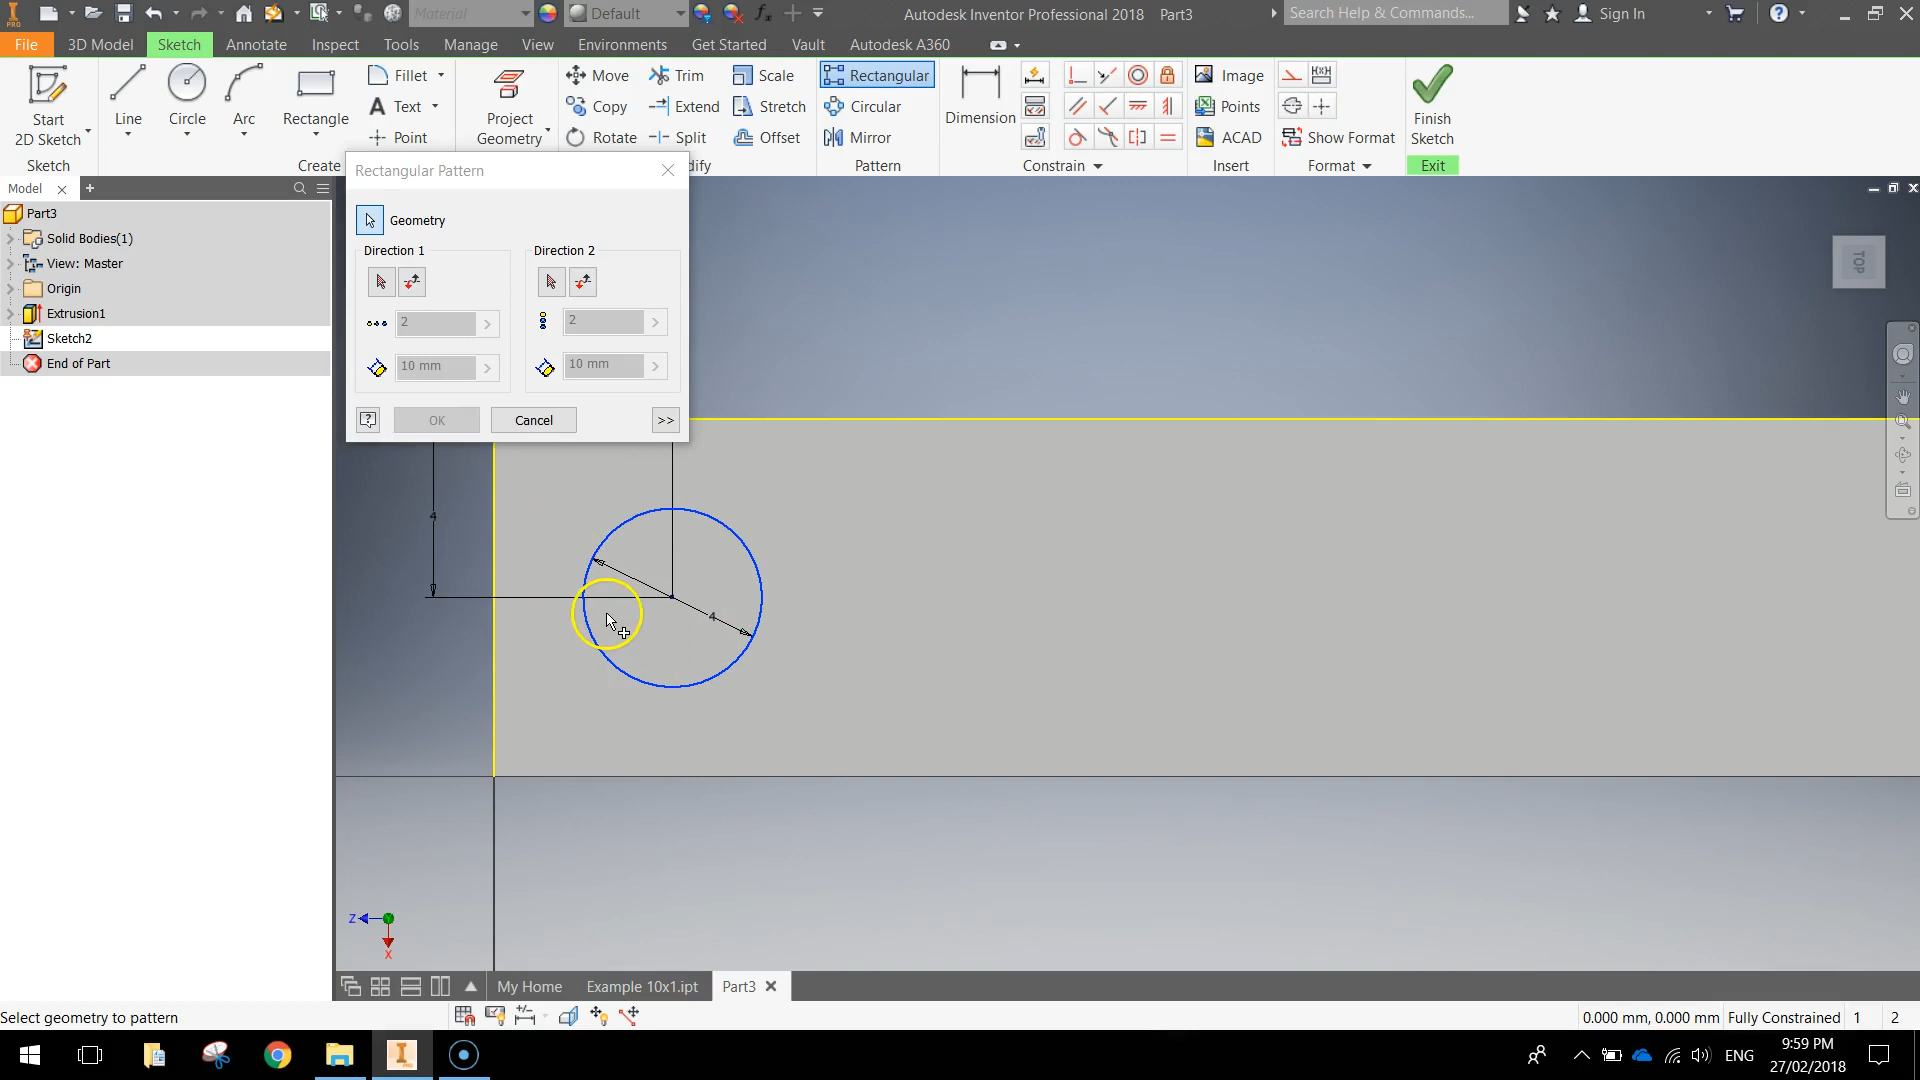 PRO
Material
Default
fx
Autodesk Inventor Professional 2018 Part3
Search Help & Commands...
Sign In
File 3D Model Sketch Annotate Inspect Tools Manage View Environments Get Started Vault Autodesk A360
Start
2D Sketch
Line
Circle
Arc
Rectangle
Fillet
Text
Point
Project
Geometry
Move
Copy
Rotate
Trim
Extend
Split
Scale
Stretch
Offset
Rectangular
Circular
Mirror
Dimension
Image
Points
ACAD
Show Format
Finish
Sketch
Sketch
Create
dify
Pattern
Constrain
Insert
Format
Exit
Model
Part3
Solid Bodies(1)
View: Master
Origin
Extrusion1
Sketch2
End of Part
Rectangular Pattern
Geometry
Direction 1
Direction 2
2
2
10 mm
10 mm
OK
Cancel
>>
TOP
4
4
Z
X
My Home
Example 10x1.ipt
Part3
Select geometry to pattern
0.000 mm, 0.000 mm
Fully Constrained
1
2
ENG
9:59 PM
27/02/2018